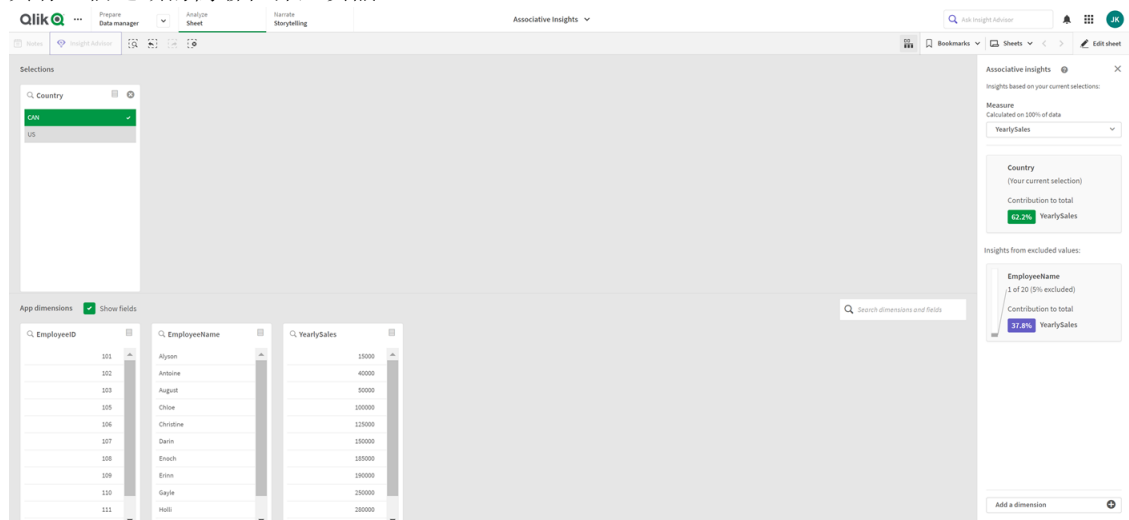 Qlik
Prepare
Data manager
Analyze
Sheet
Narrate
Storytelling
Associative Insights
Ask Insight Advisor
JK
Notes
Insight Advisor
Bookmarks
Sheets
Edit sheet
Selections
Country
CAN
US
Associative insights
Insights based on your current selections:
Measure
Calculated on 100% of data
YearlySales
Country
(Your current selection)
Contribution to total
62.2% YearlySales
Insights from excluded values:
EmployeeName
1 of 20 (5% excluded)
Contribution to total
37.8% YearlySales
Add a dimension
App dimensions
Show fields
Search dimensions and fields
EmployeeID
101
102
103
105
106
107
108
109
110
111
EmployeeName
Alyson
Antoine
August
Chloe
Christine
Darin
Enoch
Erinn
Gayle
Holli
YearlySales
15000
40000
50000
100000
125000
150000
185000
190000
250000
280000